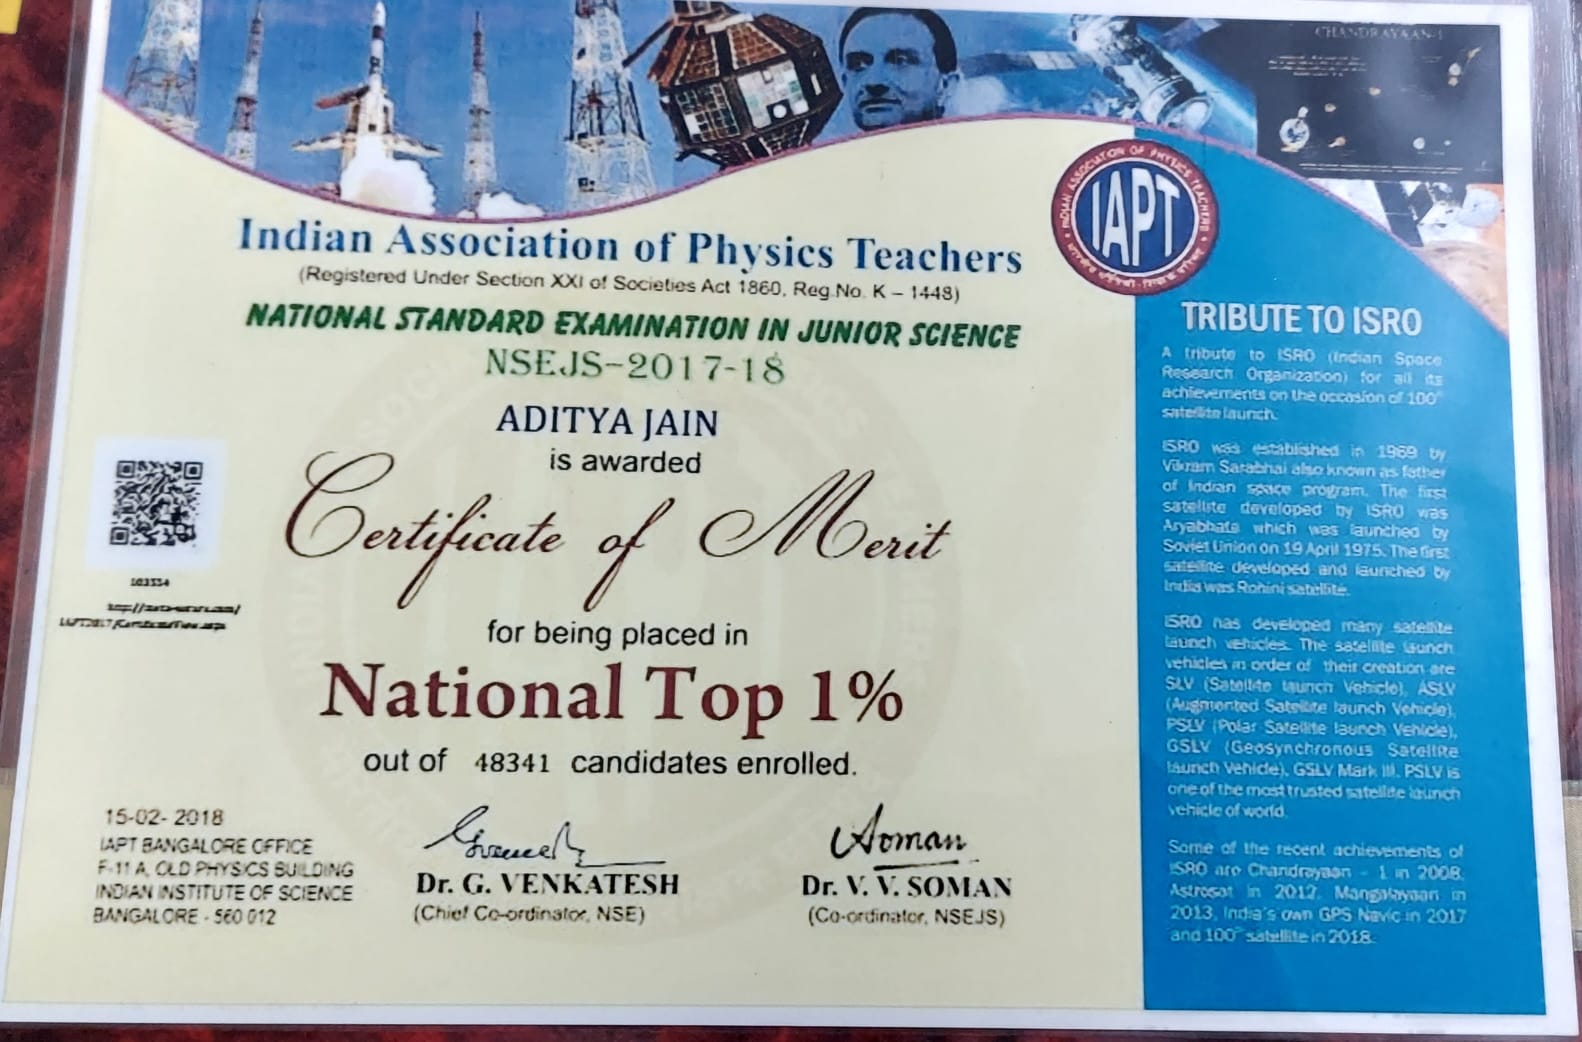 CHANDRAYAAN-1
INDIAN ASSOCIATION OF PHYSICS TEACHERS
IAPT
Indian Association of Physics Teachers
(Registered Under Section XXI of Societies Act 1860, Reg.No. K – 1448)
NATIONAL STANDARD EXAMINATION IN JUNIOR SCIENCE
NSEJS-2017-18
ADITYA JAIN
is awarded
Certificate of Merit
for being placed in
National Top 1%
out of 48341 candidates enrolled.
103334
15-02- 2018
IAPT BANGALORE OFFICE
F-11 A, OLD PHYSICS BUILDING
INDIAN INSTITUTE OF SCIENCE
BANGALORE - 560 012
Dr. G. VENKATESH
(Chief Co-ordinator, NSE)
Soman
Dr. V. V. SOMAN
(Co-ordinator, NSEJS)
TRIBUTE TO ISRO
A tribute to ISRO (Indian Space
Research Organization) for all its
achievements on the occasion of 100th
satellite launch.
ISRO was established in 1969 by
Vikram Sarabhai also known as father
of Indian space program. The first
satellite developed by ISRO was
Aryabhata which was launched by
Soviet Union on 19 April 1975. The first
satellite developed and launched by
India was Rohini satellite.
ISRO has developed many satellite
launch vehicles. The satellite launch
vehicles in order of their creation are
SLV (Satellite launch Vehicle), ASLV
(Augmented Satellite launch Vehicle),
PSLV (Polar Satellite launch Vehicle),
GSLV (Geosynchronous Satellite
launch Vehicle), GSLV Mark III. PSLV is
one of the most trusted satellite launch
vehicle of world.
Some of the recent achievements of
ISRO are Chandrayaan - 1 in 2008,
Astrosat in 2012, Mangalyaan in
2013, India's own GPS Navic in 2017
and 100th satellite in 2018.